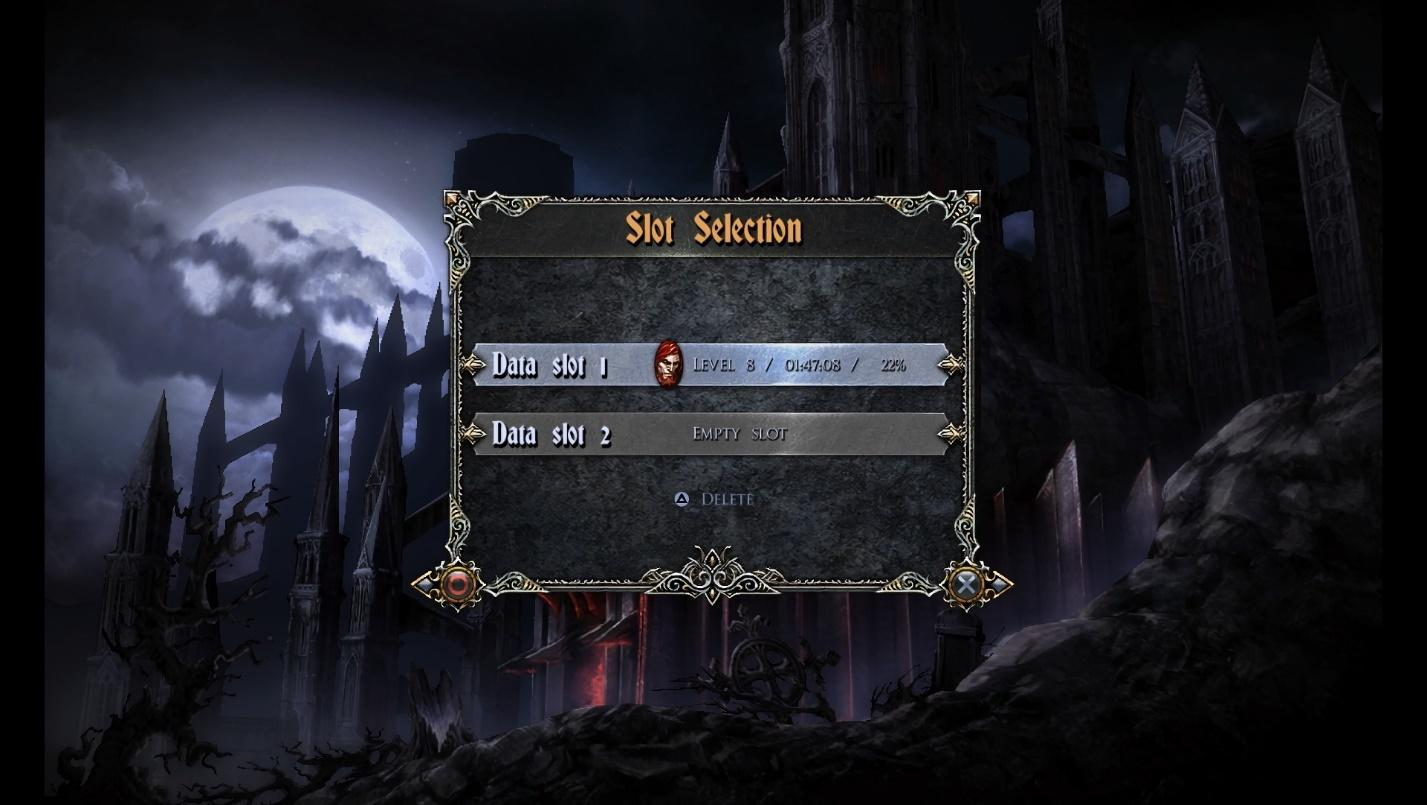 Slot Selection
Data slot 1 LEVEL 8 / 01:47:08 / 22%
Data slot 2 EMPTY SLOT
DELETE